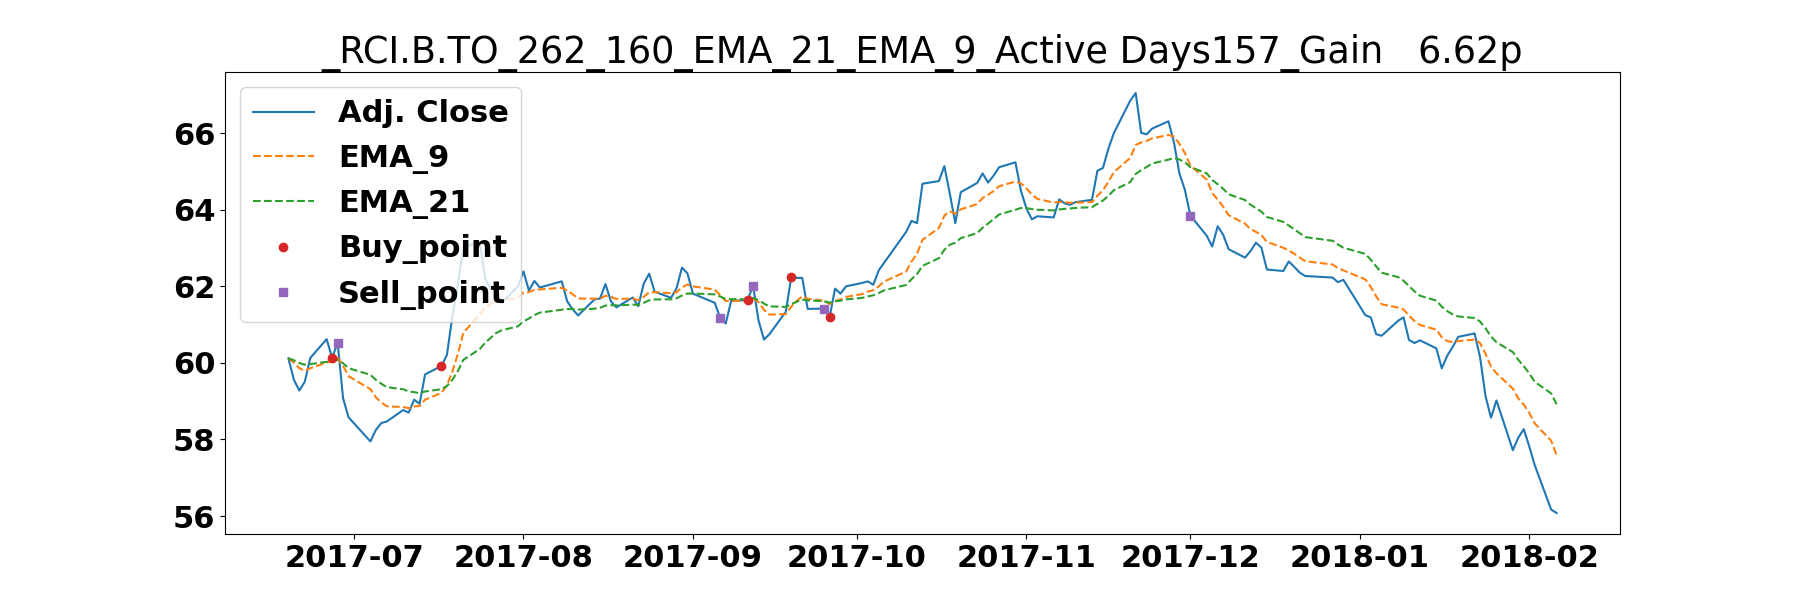 _RCI.B.TO_262_160_EMA_21_EMA_9_Active Days157_Gain   6.62p
Adj. Close
EMA_9
EMA_21
Buy_point
Sell_point
66
64
62
60
58
56
2017-07 2017-08 2017-09 2017-10 2017-11 2017-12 2018-01 2018-02